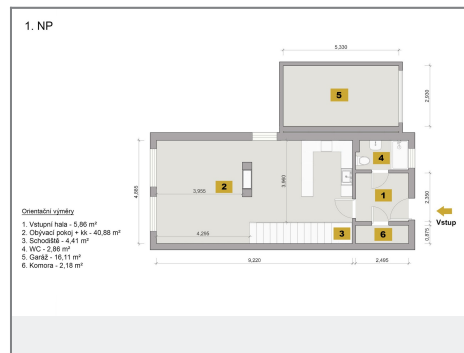 1. NP
5,330
5
2,930
4
3,960
4,885
3,955
2
1
2,350
Vstup
4,295
3
6
0,875
9,220
2,495
Orientační výměry
1. Vstupní hala - 5,86 m²
2. Obývací pokoj + kk - 40,88 m²
3. Schodiště - 4,41 m²
4. WC - 2,86 m²
5. Garáž - 16,11 m²
6. Komora - 2,18 m²